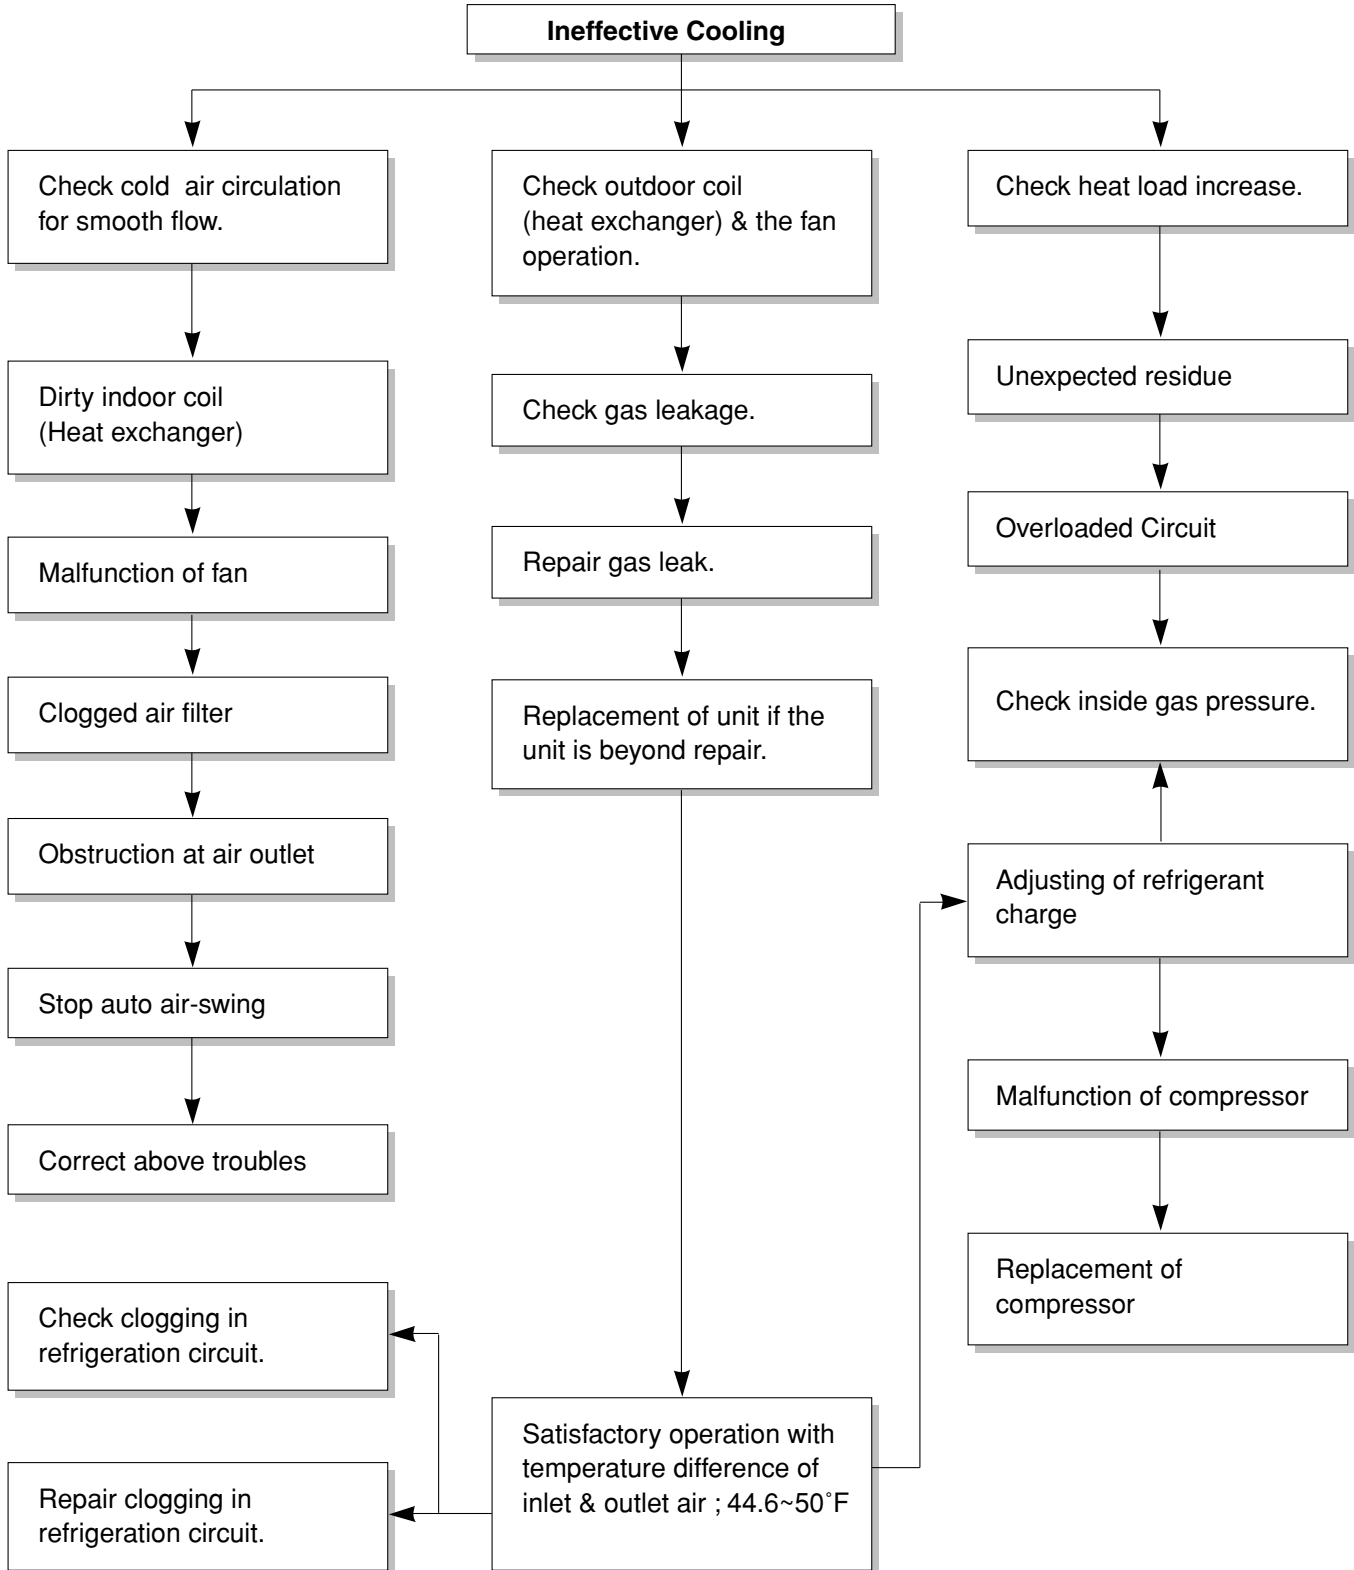 Ineffective Cooling
Check cold air circulation
for smooth flow.
Dirty indoor coil
(Heat exchanger)
Malfunction of fan
Clogged air filter
Obstruction at air outlet
Stop auto air-swing
Correct above troubles
Check clogging in
refrigeration circuit.
Repair clogging in
refrigeration circuit.
Check outdoor coil
(heat exchanger) & the fan
operation.
Check gas leakage.
Repair gas leak.
Replacement of unit if the
unit is beyond repair.
Satisfactory operation with
temperature difference of
inlet & outlet air ; 44.6~50˚F
Check heat load increase.
Unexpected residue
Overloaded Circuit
Check inside gas pressure.
Adjusting of refrigerant
charge
Malfunction of compressor
Replacement of
compressor